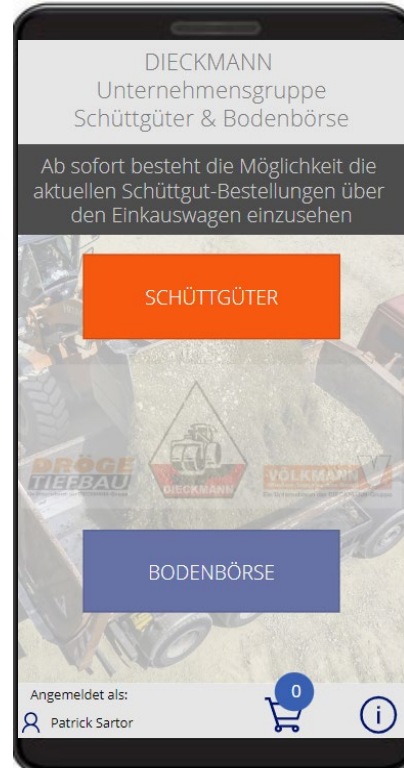 DIECKMANN
Unternehmensgruppe
Schüttgüter & Bodenbörse
Ab sofort besteht die Möglichkeit die
aktuellen Schüttgut-Bestellungen über
den Einkauswagen einzusehen
SCHÜTTGÜTER
DRÖGE
TIEFBAU
DIECKMANN
VÖLKMANN
BODENBÖRSE
0
Angemeldet als:
Patrick Sartor